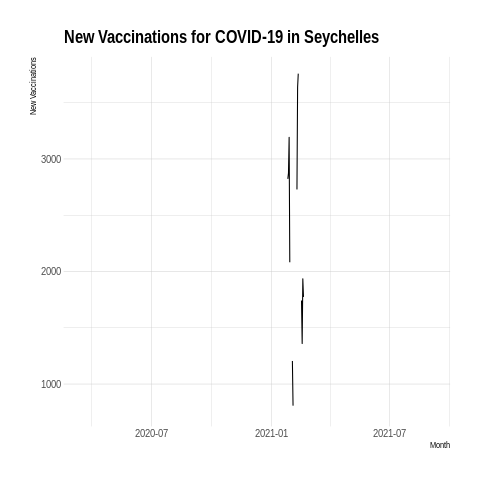 New Vaccinations for COVID-19 in Seychelles
New Vaccinations
3000
2000
1000
2020-07 2021-01 2021-07
Month